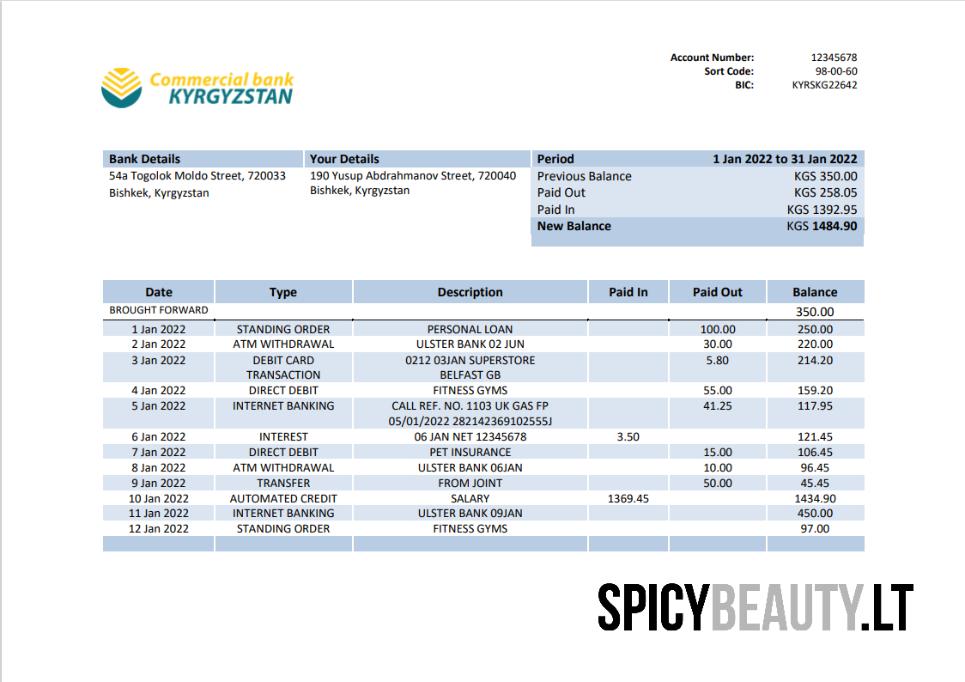 Commercial bank
KYRGYZSTAN
Account Number: 12345678
Sort Code: 98-00-60
BIC: KYRSKG22642
Bank Details
54a Togolok Moldo Street, 720033
Bishkek, Kyrgyzstan
Your Details
190 Yusup Abdrahmanov Street, 720040
Bishkek, Kyrgyzstan
Period 1 Jan 2022 to 31 Jan 2022
Previous Balance KGS 350.00
Paid Out KGS 258.05
Paid In KGS 1392.95
New Balance KGS 1484.90
Date Type Description Paid In Paid Out Balance
BROUGHT FORWARD 350.00
1 Jan 2022 STANDING ORDER PERSONAL LOAN 100.00 250.00
2 Jan 2022 ATM WITHDRAWAL ULSTER BANK 02 JUN 30.00 220.00
3 Jan 2022 DEBIT CARD 0212 03JAN SUPERSTORE 5.80 214.20
TRANSACTION BELFAST GB
4 Jan 2022 DIRECT DEBIT FITNESS GYMS 55.00 159.20
5 Jan 2022 INTERNET BANKING CALL REF. NO. 1103 UK GAS FP 41.25 117.95
05/01/2022 282142369102555J
6 Jan 2022 INTEREST 06 JAN NET 12345678 3.50 121.45
7 Jan 2022 DIRECT DEBIT PET INSURANCE 15.00 106.45
8 Jan 2022 ATM WITHDRAWAL ULSTER BANK 06JAN 10.00 96.45
9 Jan 2022 TRANSFER FROM JOINT 50.00 45.45
10 Jan 2022 AUTOMATED CREDIT SALARY 1369.45 1434.90
11 Jan 2022 INTERNET BANKING ULSTER BANK 09JAN 450.00
12 Jan 2022 STANDING ORDER FITNESS GYMS 97.00
SPICYBEAUTY.LT